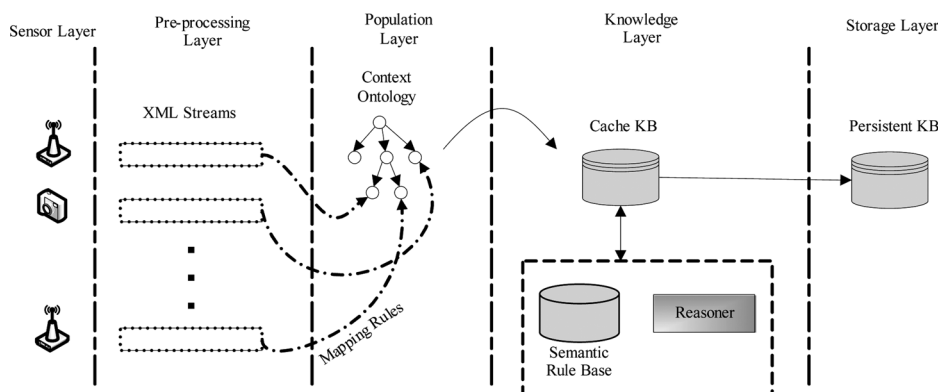 Sensor Layer
Pre-processing
Layer
Population
Layer
Knowledge
Layer
Storage Layer
XML Streams
Context
Ontology
Cache KB
Persistent KB
Mapping Rules
Semantic
Rule Base
Reasoner